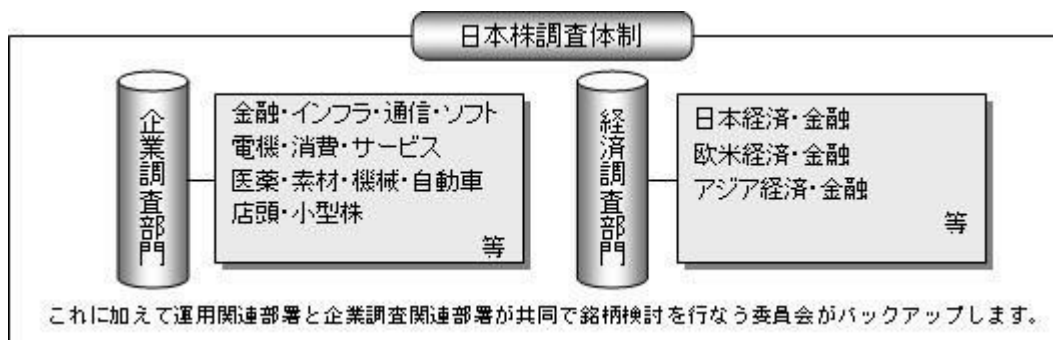 日本株調査体制
企業調査部門
金融・インフラ・通信・ソフト
電機・消費・サービス
医薬・素材・機械・自動車
店頭・小型株
等
経済調査部門
日本経済・金融
欧米経済・金融
アジア経済・金融
等
これに加えて運用関連部署と企業調査関連部署が共同で銘柄検討を行なう委員会がバックアップします。